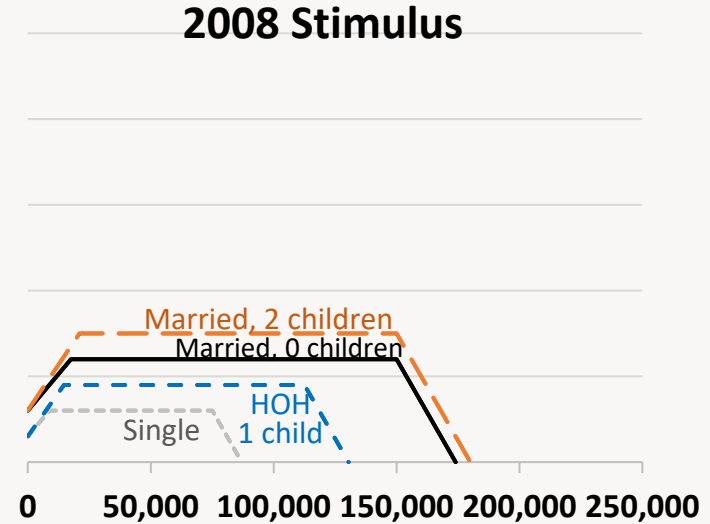 2008 Stimulus
Married, 2 children
Married, 0 children
HOH
1 child
Single
0 50,000 100,000 150,000 200,000 250,000